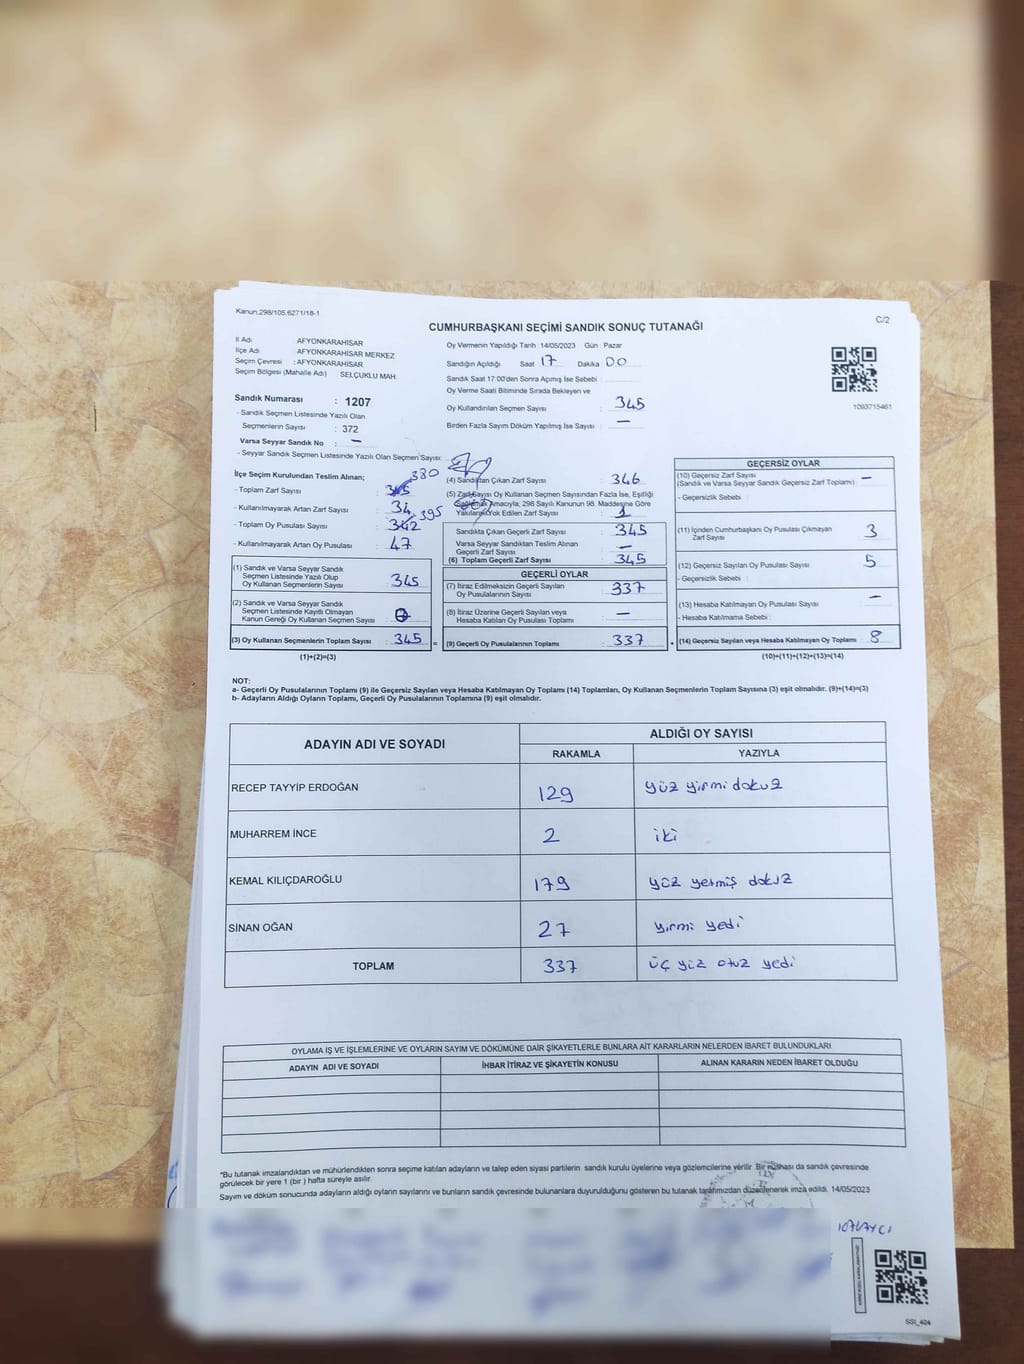 Kanun,298/105,6271/18-1
C/2
CUMHURBAŞKANI SEÇİMİ SANDIK SONUÇ TUTANAĞI
İl Adı AFYONKARAHİSAR
İlçe Adı AFYONKARAHİSAR MERKEZ
Seçim Çevresi : AFYONKARAHİSAR
Seçim Bölgesi (Mahalle Adı) SELÇUKLU MAH.
Sandık Numarası : 1207
- Sandık Seçmen Listesinde Yazılı Olan
Seçmenlerin Sayısı : 372
Varsa Seyyar Sandık No : —
- Seyyar Sandık Seçmen Listesinde Yazılı Olan Seçmen Sayısı:
Oy Vermenin Yapıldığı Tarih :14/05/2023 Gün : Pazar
Sandığın Açıldığı Saat 17 Dakika 00
Sandık Saat 17:00'den Sonra Açımış İse Sebebi :
Oy Verme Saati Bitiminde Sırada Bekleyen ve
Oy Kullandırılan Seçmen Sayısı : 345
Birden Fazla Sayım Döküm Yapılmış İse Sayısı : —
1093715461
İlçe Seçim Kurulundan Teslim Alınan; 380
- Toplam Zarf Sayısı :
- Kullanılmayarak Artan Zarf Sayısı : 34
395
- Toplam Oy Pusulası Sayısı : 342
- Kullanılmayarak Artan Oy Pusulası : 47
(1) Sandık ve Varsa Seyyar Sandık
Seçmen Listesinde Yazılı Olup
Oy Kullanan Seçmenlerin Sayısı : 345
(2) Sandık ve Varsa Seyyar Sandık
Seçmen Listesinde Kayıtlı Olmayan
Kanun Gereği Oy Kullanan Seçmen Sayısı :
(3) Oy Kullanan Seçmenlerin Toplam Sayısı : 345 =
(1)+(2)=(3)
(4) Sandıktan Çıkan Zarf Sayısı : 346
(5) Zarf Sayısı Oy Kullanan Seçmen Sayısından Fazla İse, Eşitliği
Sağlamak Amacıyla; 298 Sayılı Kanunun 98. Maddesine Göre
Yakılarak Yok Edilen Zarf Sayısı : 1
Sandıkta Çıkan Geçerli Zarf Sayısı : 345
Varsa Seyyar Sandıktan Teslim Alınan
Geçerli Zarf Sayısı : —
(6) Toplam Geçerli Zarf Sayısı : 345
GEÇERLİ OYLAR
(7) İtiraz Edilmeksizin Geçerli Sayılan
Oy Pusulalarının Sayısı : 337
(8) İtiraz Üzerine Geçerli Sayılan veya
Hesaba Katılan Oy Pusulası Toplamı : —
(9) Geçerli Oy Pusulalarının Toplamı : 337 +
GEÇERSİZ OYLAR
(10) Geçersiz Zarf Sayısı
(Sandık ve Varsa Seyyar Sandık Geçersiz Zarf Toplamı) : —
- Geçersizlik Sebebi :
(11) İçinden Cumhurbaşkanı Oy Pusulası Çıkmayan
Zarf Sayısı : 3
(12) Geçersiz Sayılan Oy Pusulası Sayısı : 5
- Geçersizlik Sebebi :
(13) Hesaba Katılmayan Oy Pusulası Sayısı : —
- Hesaba Katılmama Sebebi :
(14) Geçersiz Sayılan veya Hesaba Katılmayan Oy Toplamı : 8
(10)+(11)+(12)+(13)=(14)
NOT:
a- Geçerli Oy Pusulalarının Toplamı (9) ile Geçersiz Sayılan veya Hesaba Katılmayan Oy Toplamı (14) Toplamları, Oy Kullanan Seçmenlerin Toplam Sayısına (3) eşit olmalıdır. (9)+(14)=(3)
b- Adayların Aldığı Oyların Toplamı, Geçerli Oy Pusulalarının Toplamına (9) eşit olmalıdır.
ADAYIN ADI VE SOYADI ALDIĞI OY SAYISI
RAKAMLA YAZIYLA
RECEP TAYYİP ERDOĞAN 129 yüz yirmi dokuz
MUHARREM İNCE 2 iki
KEMAL KILIÇDAROĞLU 179 yüz yetmiş dokuz
SİNAN OĞAN 27 yirmi yedi
TOPLAM 337 üç yüz otuz yedi
OYLAMA İŞ VE İŞLEMLERİNE VE OYLARIN SAYIM VE DÖKÜMÜNE DAİR ŞİKAYETLERLE BUNLARA AİT KARARLARIN NELERDEN İBARET BULUNDUKLARI
ADAYIN ADI VE SOYADI İHBAR İTİRAZ VE ŞİKAYETİN KONUSU ALINAN KARARIN NEDEN İBARET OLDUĞU
*Bu tutanak imzalandıktan ve mühürlendikten sonra seçime katılan adayların ve talep eden siyasi partilerin sandık kurulu üyelerine veya gözlemcilerine verilir. Bir nüshası da sandık çevresinde
görülecek bir yere 1 (bir ) hafta süreyle asılır.
Sayım ve döküm sonucunda adayların aldığı oyların sayılarını ve bunların sandık çevresinde bulunanlara duyurulduğunu gösteren bu tutanak tarafımızdan düzenlenerek imza edildi. 14/05/2023
SSI_404